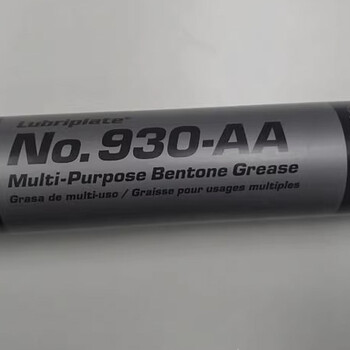 Lubriplate®
No. 930-AA
Multi-Purpose Bentone Grease
Grasa de multi-uso / Graisse pour usages multiples